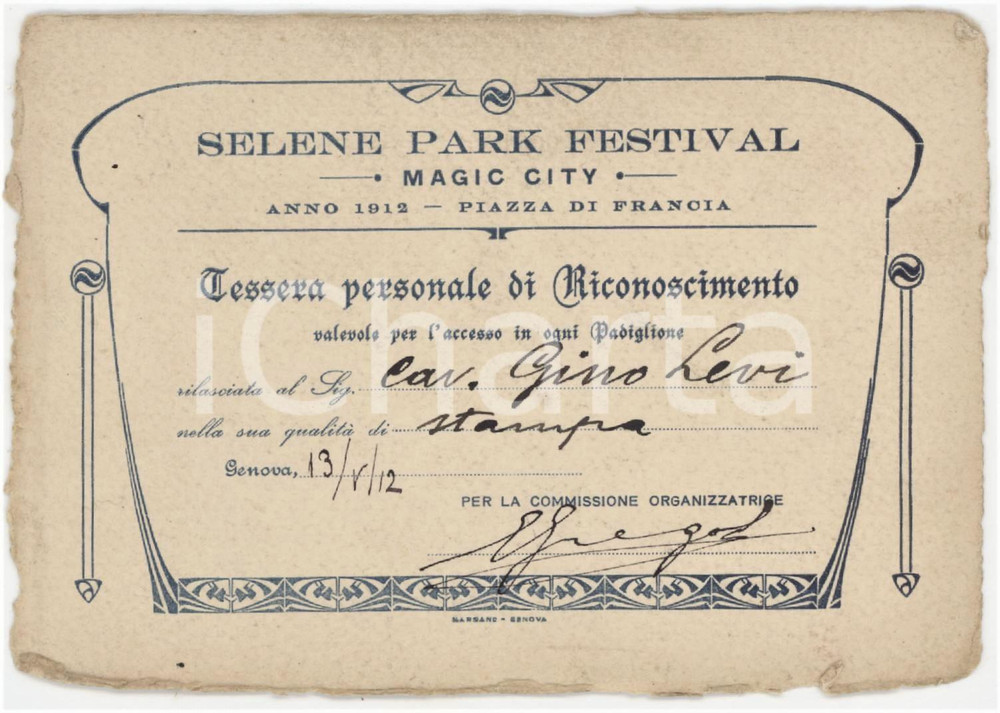 SELENE PARK FESTIVAL
MAGIC CITY
ANNO 1912 — PIAZZA DI FRANCIA
Tessera personale di Riconoscimento
valevole per l'accesso in ogni Padiglione
rilasciata al Sig. Cav. Gino Levi
nella sua qualità di stampa
Genova, 13/V/12
PER LA COMMISSIONE ORGANIZZATRICE
MARSANO - GENOVA
iCharta